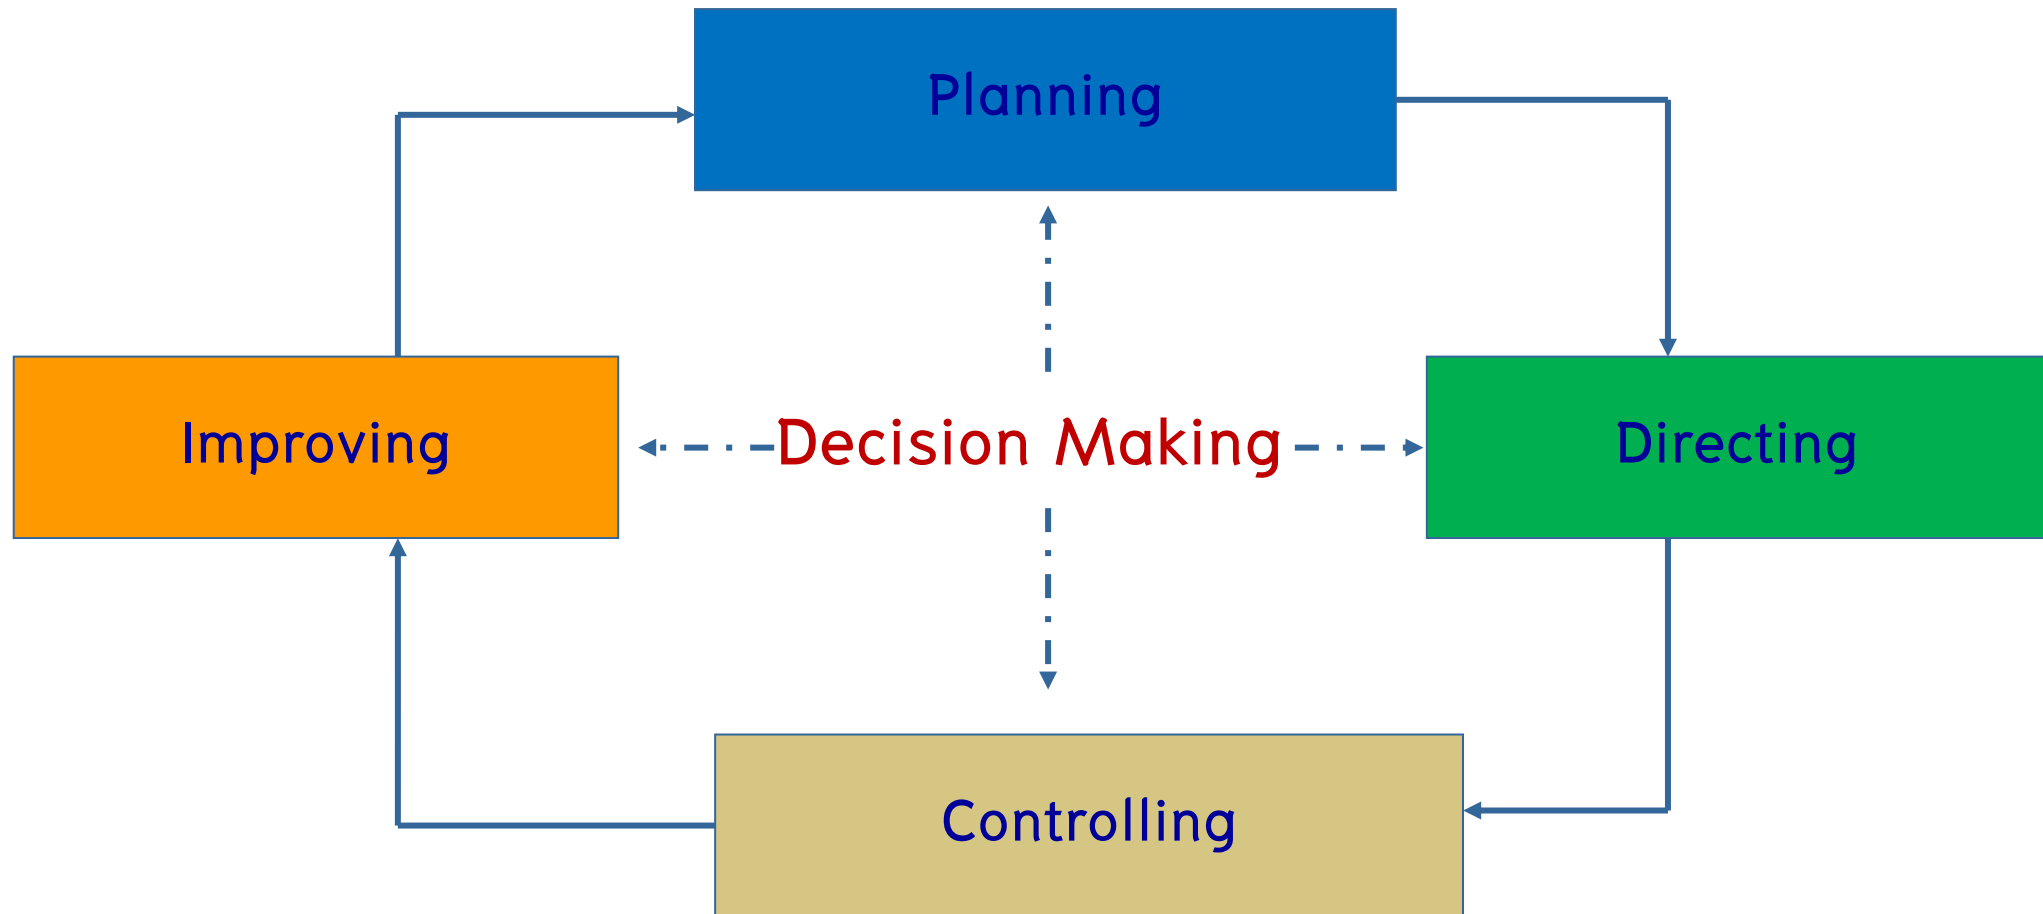 Planning
Improving
Decision Making
Directing
Controlling